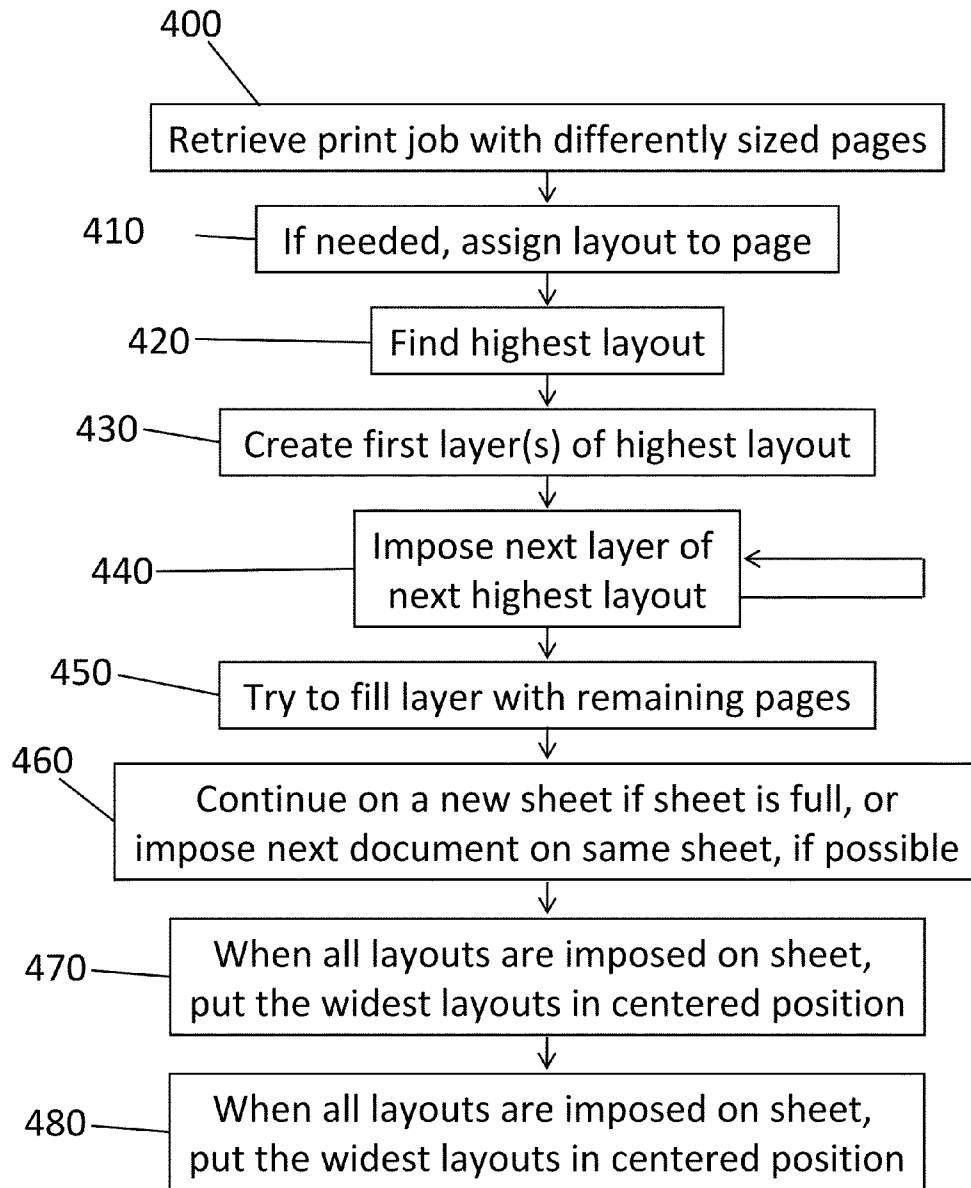 400
Retrieve print job with differently sized pages
410
If needed, assign layout to page
420
Find highest layout
430
Create first layer(s) of highest layout
440
Impose next layer of
next highest layout
450
Try to fill layer with remaining pages
460
Continue on a new sheet if sheet is full, or
impose next document on same sheet, if possible
470
When all layouts are imposed on sheet,
put the widest layouts in centered position
480
When all layouts are imposed on sheet,
put the widest layouts in centered position